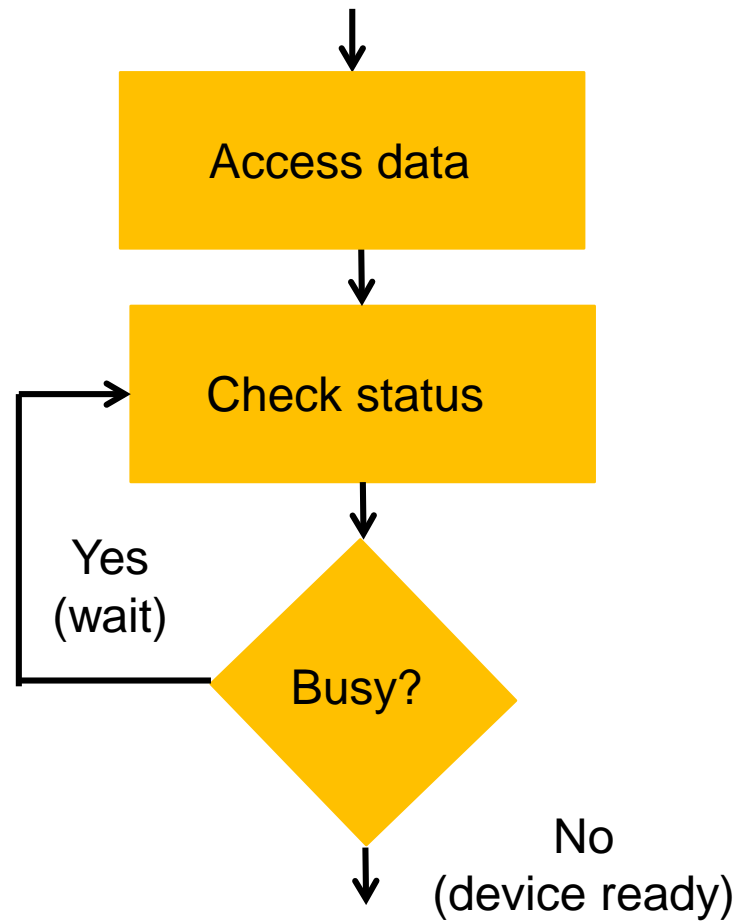 Access data
Check status
Yes
(wait)
Busy?
No
(device ready)